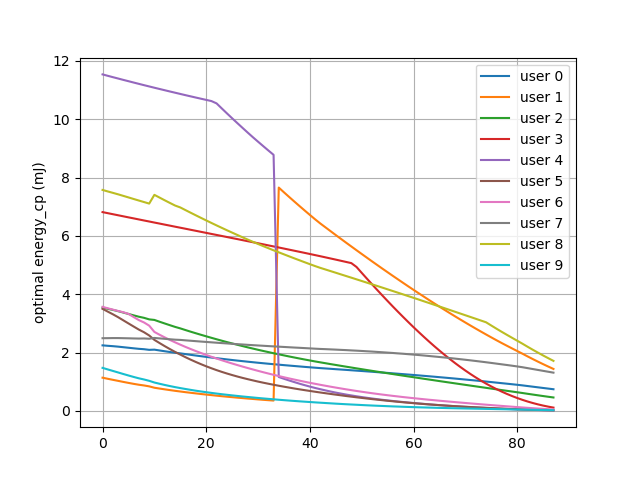 12
10
8
6
4
2
0
optimal energy_cp (mJ)
0 20 40 60 80
user 0
user 1
user 2
user 3
user 4
user 5
user 6
user 7
user 8
user 9